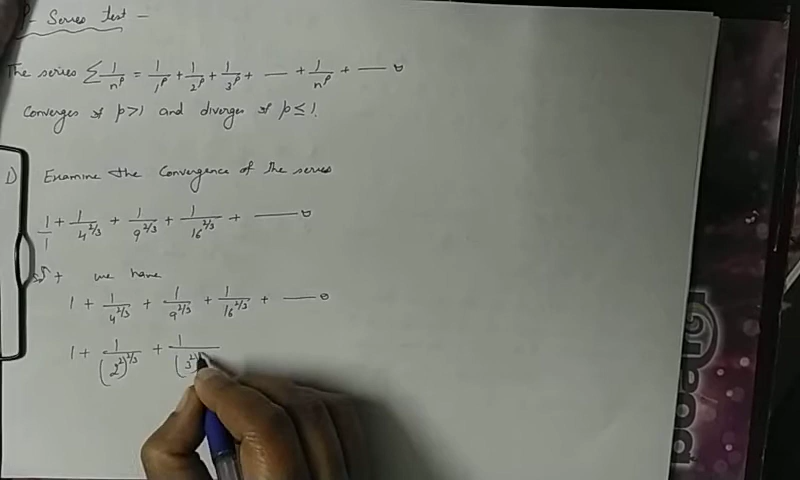 P- Series test -
The series ∑ 1/n^p = 1/1^p + 1/2^p + 1/3^p + — + 1/n^p + — ∞
Converges if p>1 and diverges if p ≤ 1.
1) Examine the Convergence of the series
1/1 + 1/4^{2/3} + 1/9^{2/3} + 1/16^{2/3} + — ∞
we have
1 + 1/4^{2/3} + 1/9^{2/3} + 1/16^{2/3} + — ∞
1 + 1/(2^2)^{2/3} + 1/(3^2)